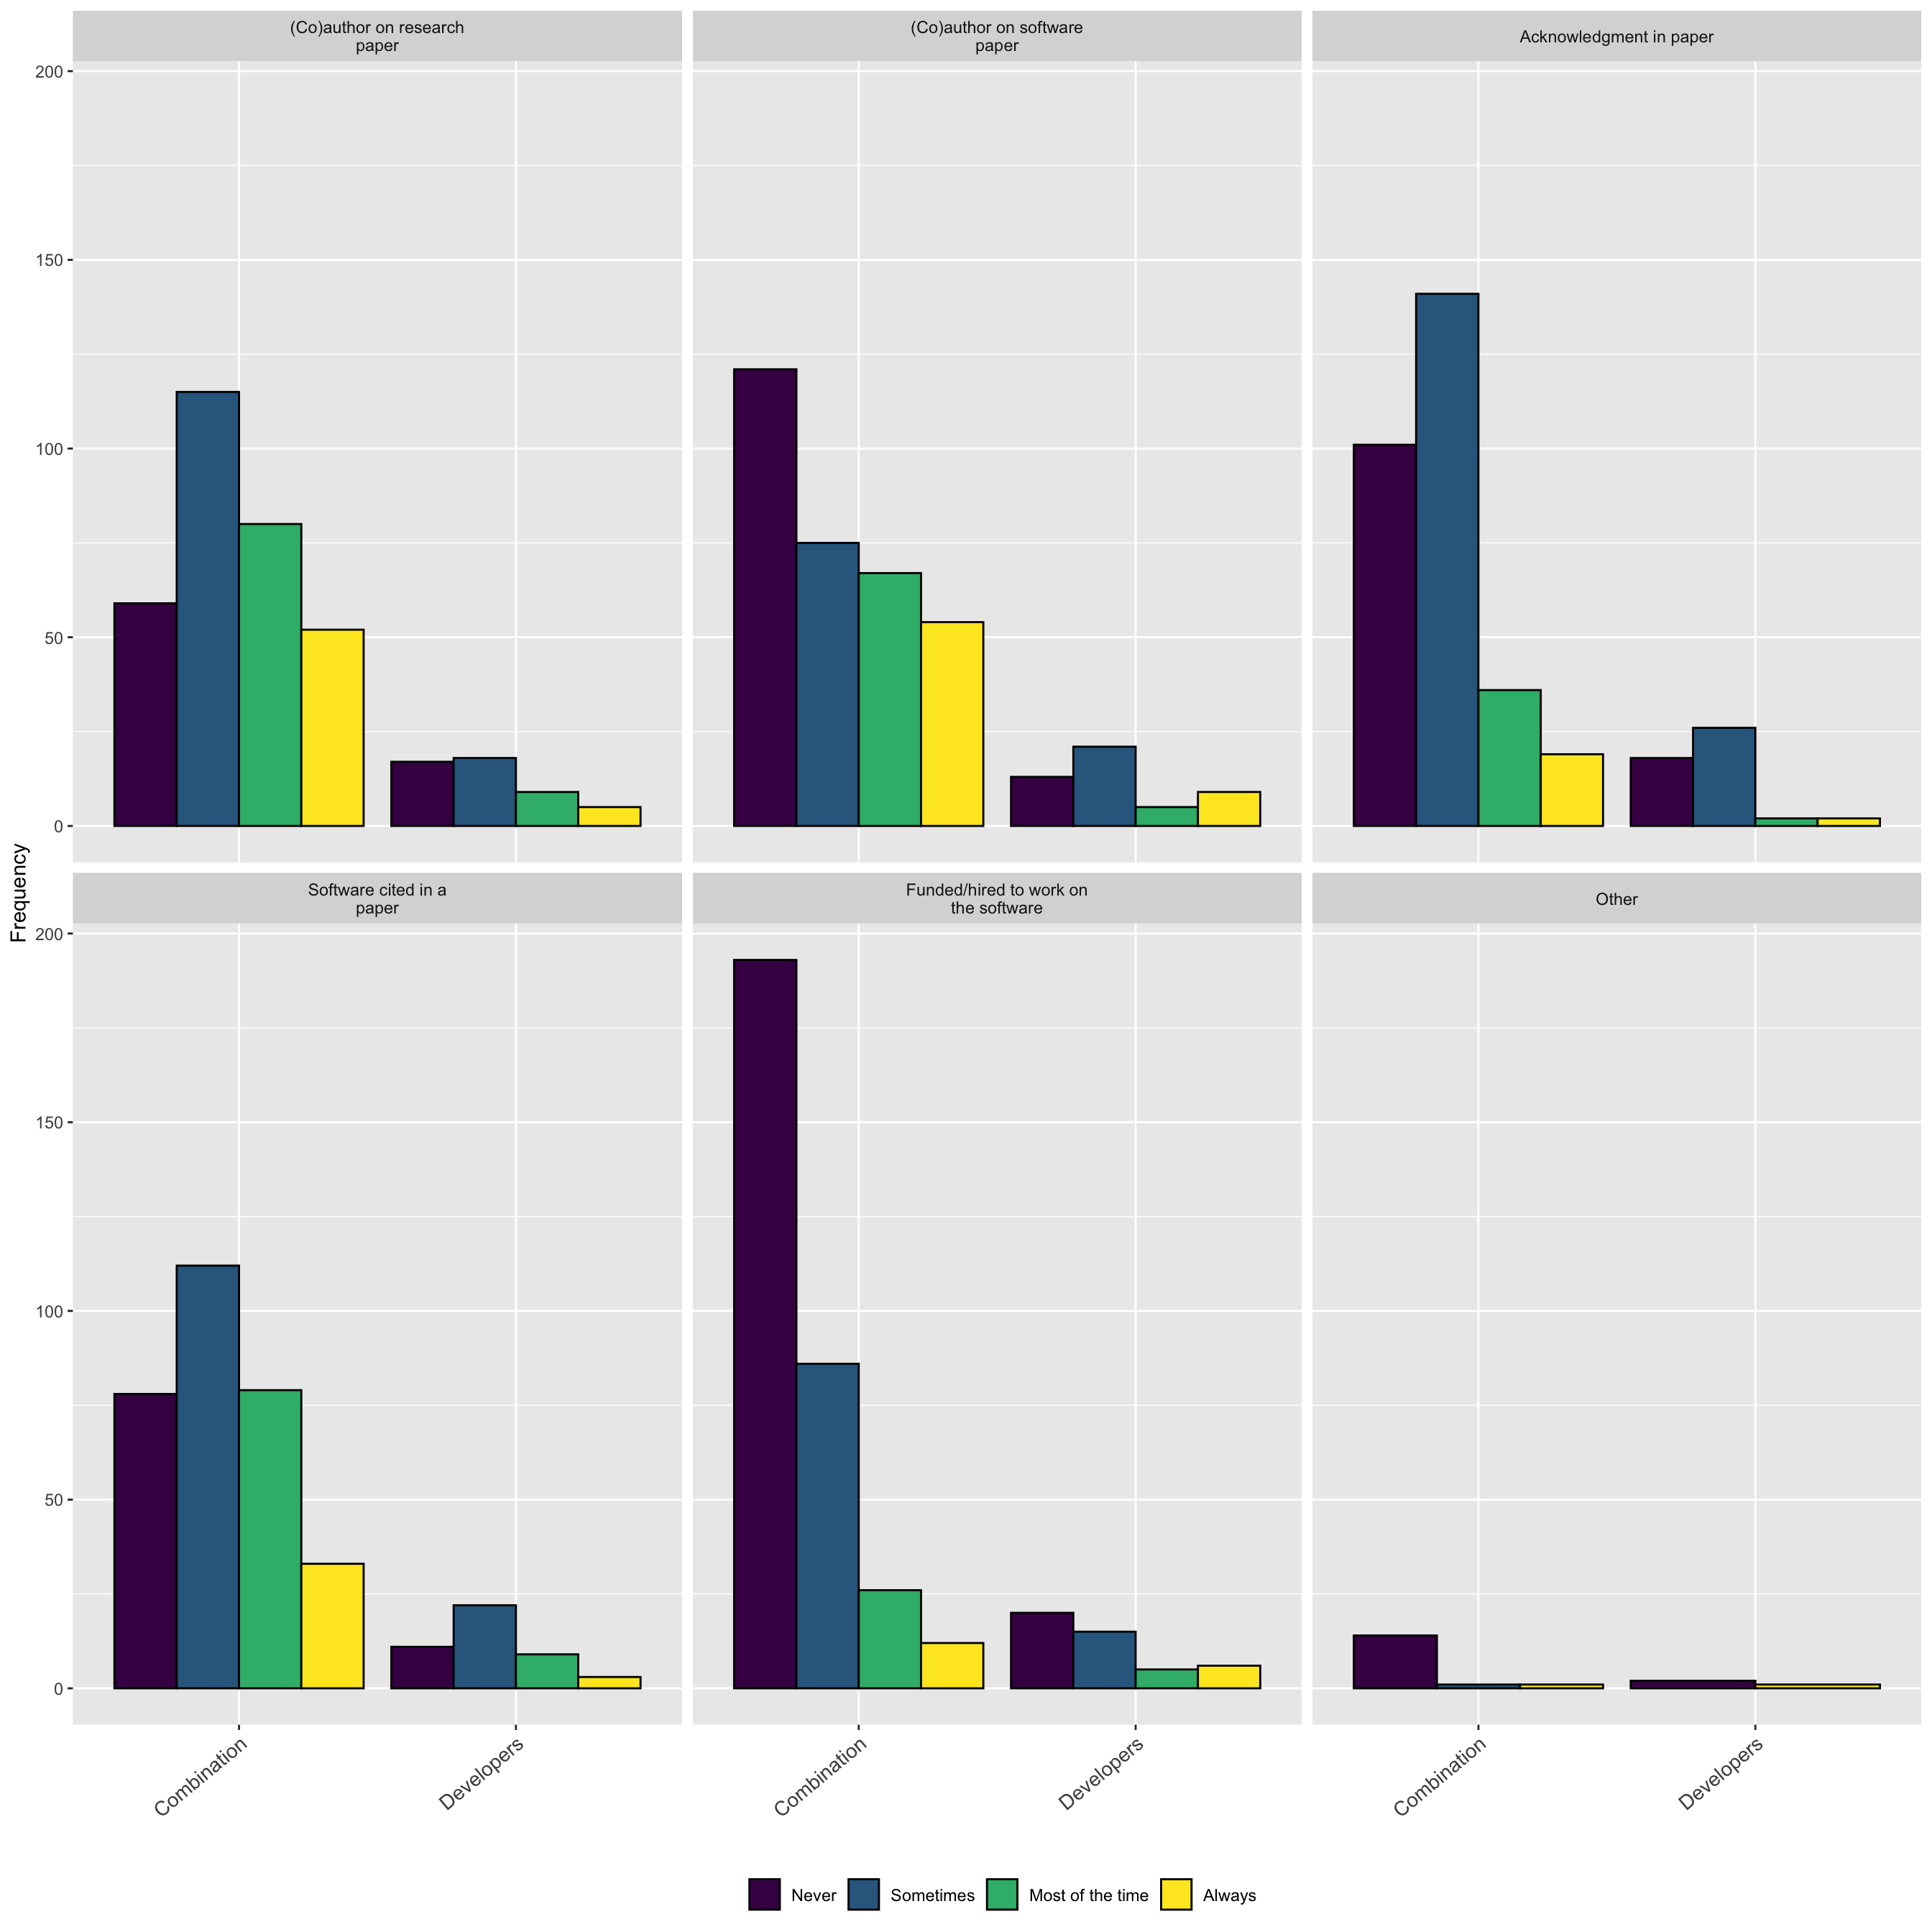 (Co)author on research
paper
(Co)author on software
paper
Acknowledgment in paper
200
150
100
50
0
Frequency
Software cited in a
paper
Funded/hired to work on
the software
Other
200
150
100
50
0
Combination
Developers
Combination
Developers
Combination
Developers
Never
Sometimes
Most of the time
Always